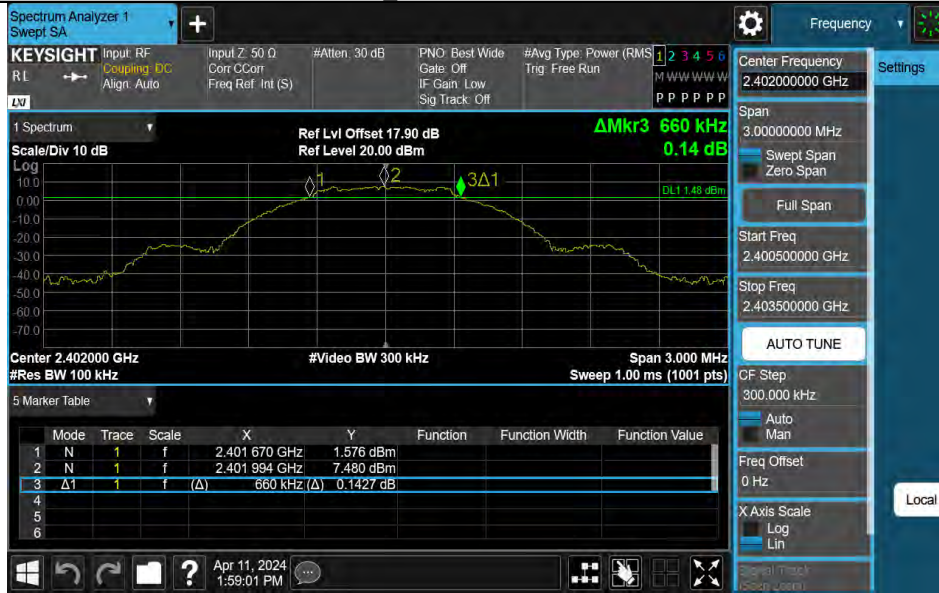 Spectrum Analyzer 1
Swept SA
Frequency
KEYSIGHT
RL
LXI
Input: RF
Coupling: DC
Align: Auto
Input Z: 50 Ω
Corr CCorr
Freq Ref: Int (S)
#Atten: 30 dB
PNO: Best Wide
Gate: Off
IF Gain: Low
Sig Track: Off
#Avg Type: Power (RMS
Trig: Free Run
1 2 3 4 5 6
M W W W W W
P P P P P P
1 Spectrum
Scale/Div 10 dB
Ref Lvl Offset 17.90 dB
Ref Level 20.00 dBm
ΔMkr3 660 kHz
0.14 dB
Log
1
2
3Δ1
DL1 1.48 dBm
10.0
0.00
-10.0
-20.0
-30.0
-40.0
-50.0
-60.0
-70.0
Center 2.402000 GHz
#Video BW 300 kHz
Span 3.000 MHz
#Res BW 100 kHz
Sweep 1.00 ms (1001 pts)
5 Marker Table
Mode Trace Scale X Y Function Function Width Function Value
1 N 1 f 2.401 670 GHz 1.576 dBm
2 N 1 f 2.401 994 GHz 7.480 dBm
3 Δ1 1 f (Δ) 660 kHz (Δ) 0.1427 dB
4
5
6
?
Apr 11, 2024
1:59:01 PM
Center Frequency
2.402000000 GHz
Span
3.00000000 MHz
Swept Span
Zero Span
Full Span
Start Freq
2.400500000 GHz
Stop Freq
2.403500000 GHz
AUTO TUNE
CF Step
300.000 kHz
Auto
Man
Freq Offset
0 Hz
X Axis Scale
Log
Lin
Signal Track
(Span Zoom)
Settings
Local